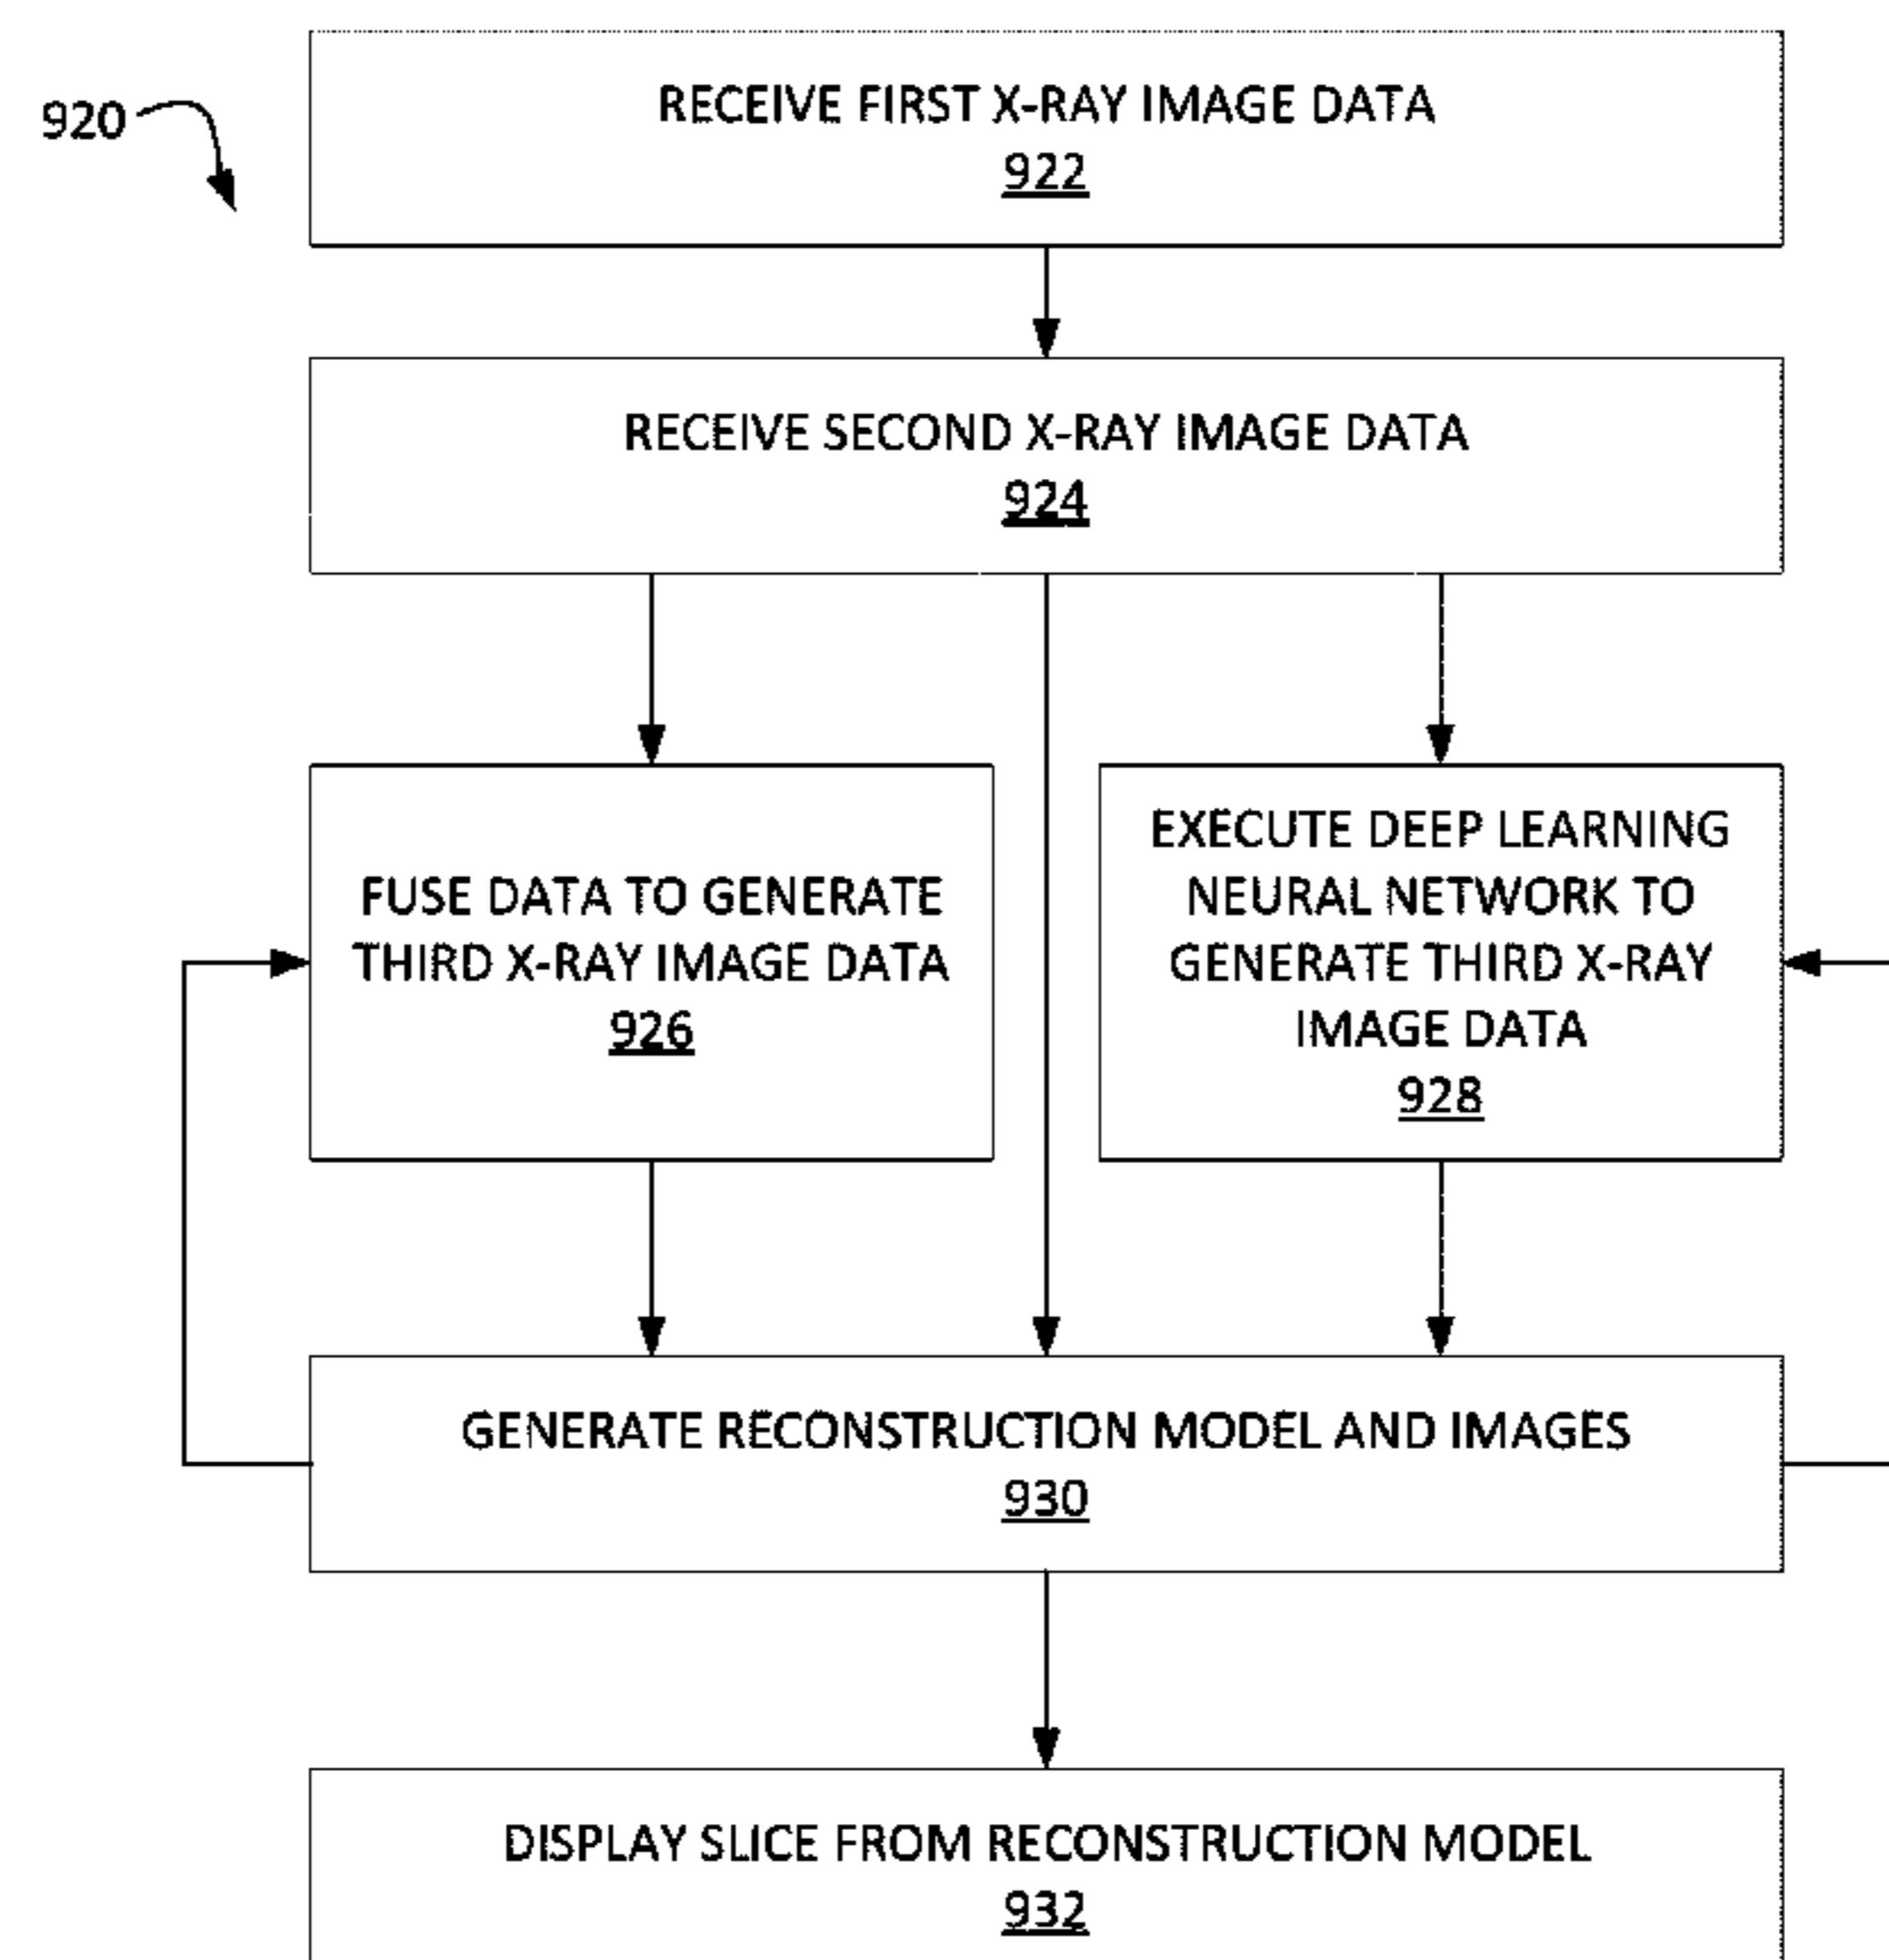 920
RECEIVE FIRST X-RAY IMAGE DATA
922
RECEIVE SECOND X-RAY IMAGE DATA
924
FUSE DATA TO GENERATE
THIRD X-RAY IMAGE DATA
926
EXECUTE DEEP LEARNING
NEURAL NETWORK TO
GENERATE THIRD X-RAY
IMAGE DATA
928
GENERATE RECONSTRUCTION MODEL AND IMAGES
930
DISPLAY SLICE FROM RECONSTRUCTION MODEL
932